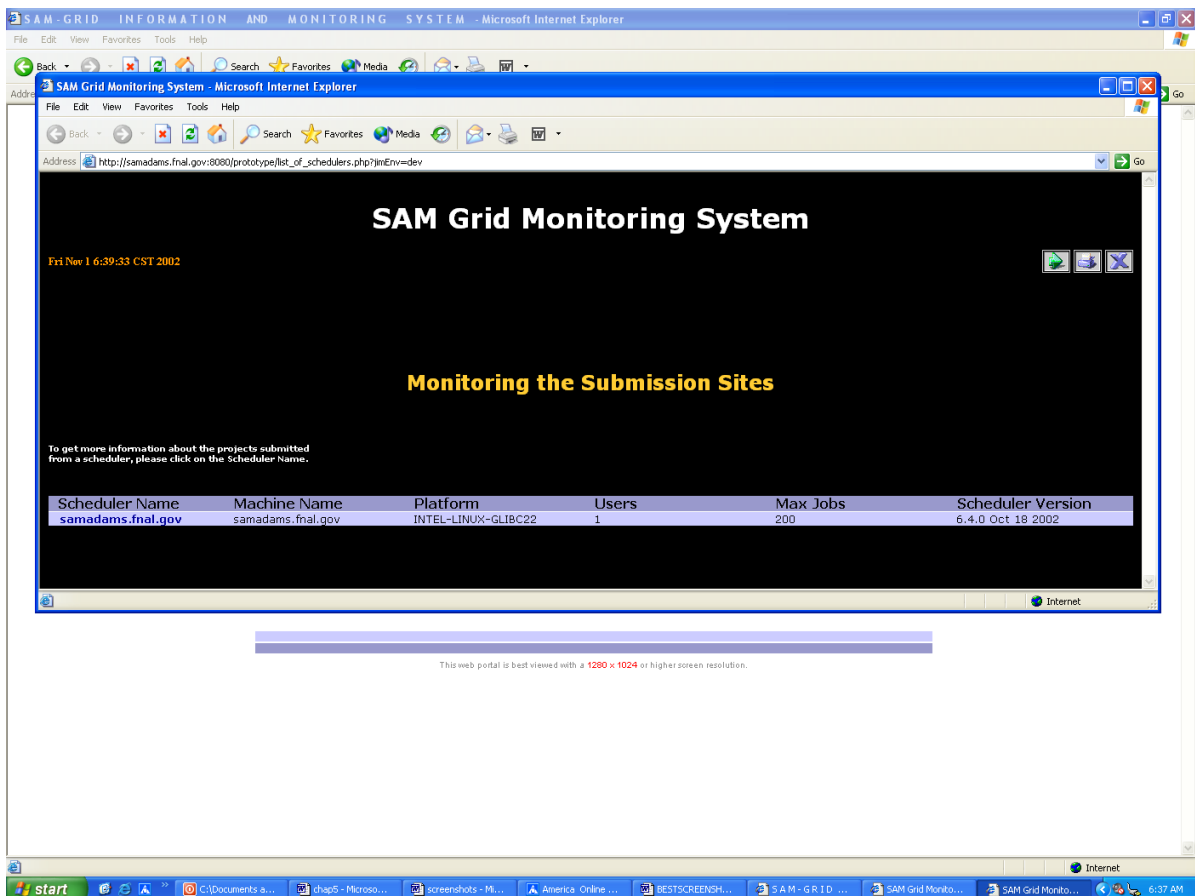 SAM-GRID INFORMATION AND MONITORING SYSTEM - Microsoft Internet Explorer
File Edit View Favorites Tools Help
Back Search Favorites Media
SAM Grid Monitoring System - Microsoft Internet Explorer
Go
File Edit View Favorites Tools Help
Back Search Favorites Media
Address http://samadams.fnal.gov:8080/prototype/list_of_schedulers.php?jimEnv=dev Go
SAM Grid Monitoring System
Fri Nov 1 6:39:33 CST 2002
Monitoring the Submission Sites
To get more information about the projects submitted
from a scheduler, please click on the Scheduler Name.
Scheduler Name Machine Name Platform Users Max Jobs Scheduler Version
samadams.fnal.gov samadams.fnal.gov INTEL-LINUX-GLIBC22 1 200 6.4.0 Oct 18 2002
Internet
This web portal is best viewed with a 1280 x 1024 or higher screen resolution.
Internet
start C:\Documents a... chap5 - Microso... screenshots - Mi... America Online ... BESTSCREENSH... SAM-GRID ... SAM Grid Monito... SAM Grid Monito... 6:37 AM